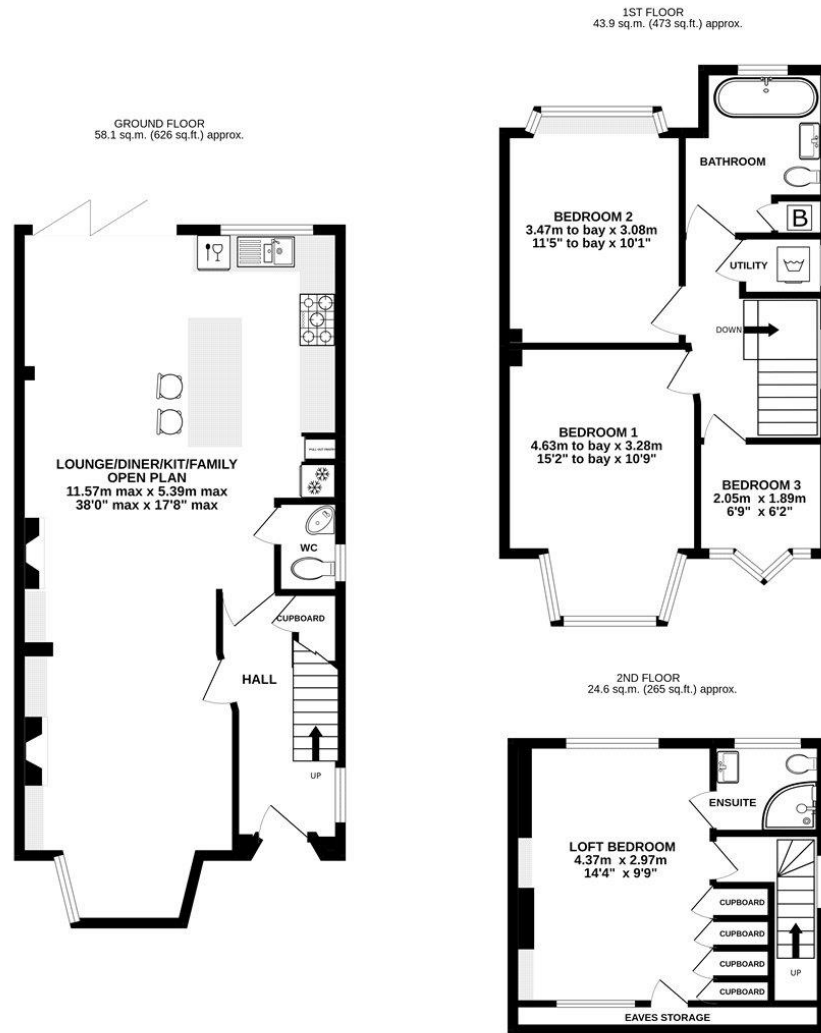 GROUND FLOOR
58.1 sq.m. (626 sq.ft.) approx.
LOUNGE/DINER/KIT/FAMILY
OPEN PLAN
11.57m max x 5.39m max
38'0" max x 17'8" max
WC
CUPBOARD
HALL
UP
1ST FLOOR
43.9 sq.m. (473 sq.ft.) approx.
BATHROOM
BEDROOM 2
3.47m to bay x 3.08m
11'5" to bay x 10'1"
B
UTILITY
DOWN
BEDROOM 1
4.63m to bay x 3.28m
15'2" to bay x 10'9"
BEDROOM 3
2.05m x 1.89m
6'9" x 6'2"
2ND FLOOR
24.6 sq.m. (265 sq.ft.) approx.
ENSUITE
LOFT BEDROOM
4.37m x 2.97m
14'4" x 9'9"
CUPBOARD
CUPBOARD
CUPBOARD
CUPBOARD
UP
EAVES STORAGE